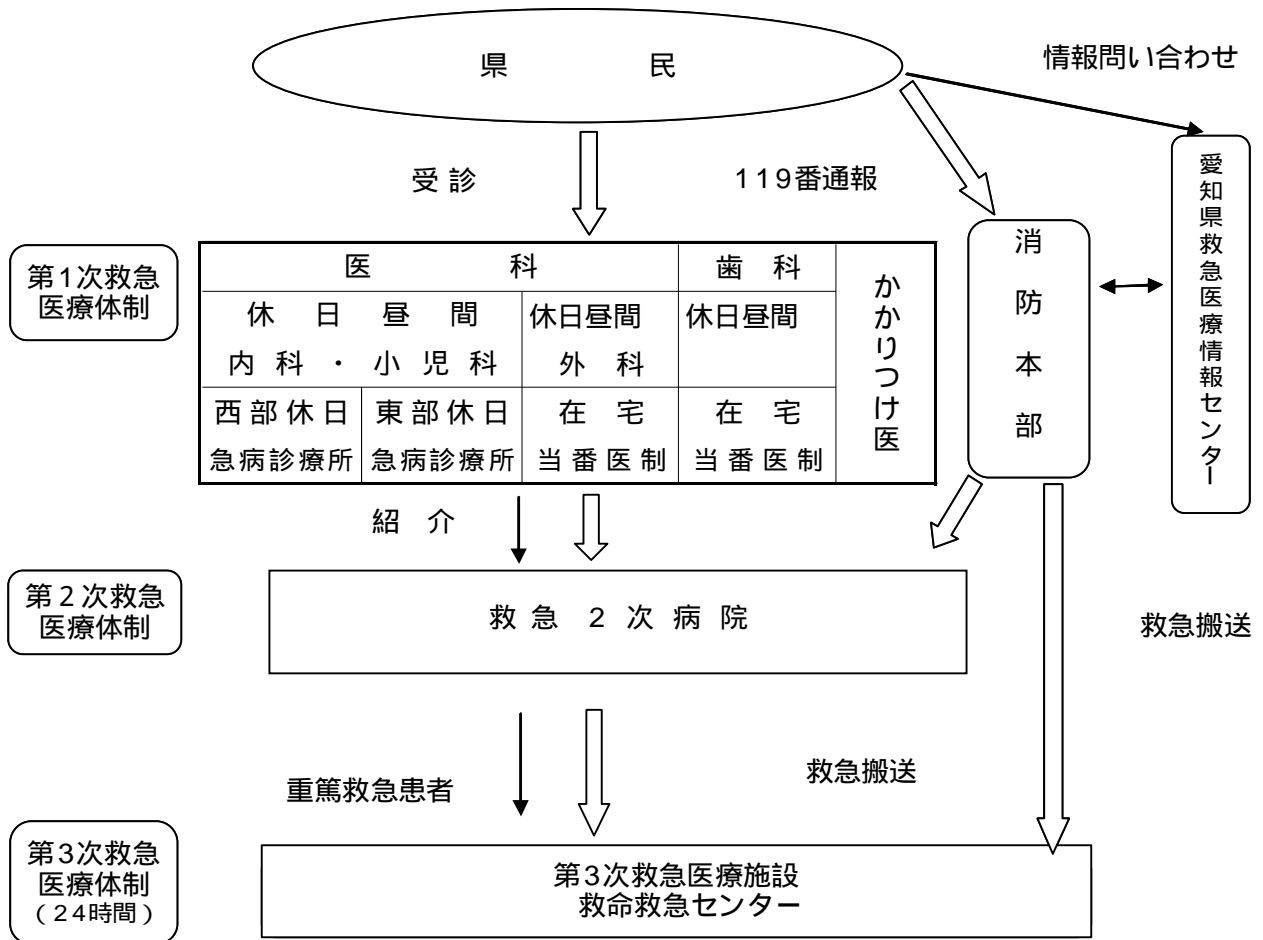 県 民
情報問い合わせ
受診
119番通報
愛知県救急医療情報センター
消防本部
第1次救急
医療体制
医 科
歯 科
かかりつけ医
休 日 昼 間
内 科 ・ 小 児 科
休日昼間
外 科
休日昼間
西部休日
急病診療所
東部休日
急病診療所
在 宅
当番医制
在 宅
当番医制
紹 介
第2次救急
医療体制
救急 2 次病院
救急搬送
重篤救急患者
救急搬送
第3次救急
医療体制
(24時間)
第3次救急医療施設
救命救急センター